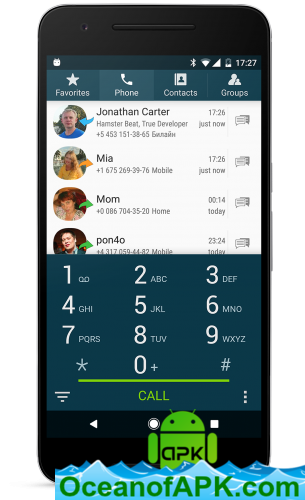 17:27
Favorites Phone Contacts Groups
Jonathan Carter 17:26
Hamster Beat, True Developer just now
+5 453 151-38-65 Билайн
Mia 17:26
+1 675 269-39-76 Mobile just now
Mom 00:14
+0 086 704-35-20 Home today
pon4o 23:24
+4 317 059-44-82 Mobile today
1 2 ABC 3 DEF
4 GHI 5 JKL 6 MNO
7 PQRS 8 TUV 9 WXYZ
* 0 + #
CALL
APK
OceanofAPK.com